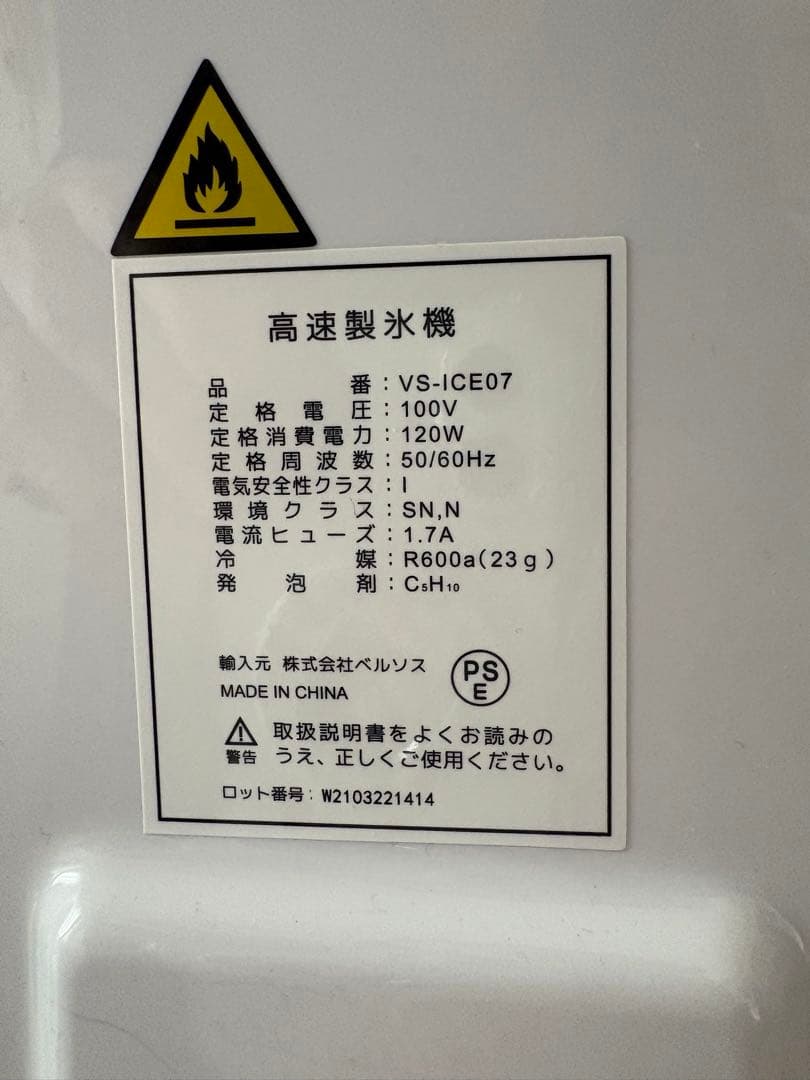 高速製氷機
品番：VS-ICE07
定格電圧：100V
定格消費電力：120W
定格周波数：50/60Hz
電気安全性クラス：I
環境クラス：SN,N
電流ヒューズ：1.7A
冷媒：R600a(23g)
発泡剤：C₅H₁₀
輸入元 株式会社ベルソス
PS
E
MADE IN CHINA
警告
取扱説明書をよくお読みの
うえ、正しくご使用ください。
ロット番号：W2103221414